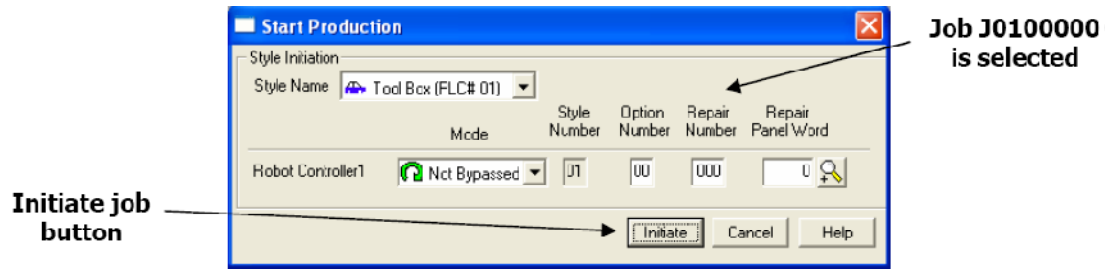 Start Production
Job J0100000
is selected
Style Initiation
Style Name Tool Box (FLC# 01)
Mode Style Number Option Number Repair Number Repair Panel Word
Robot Controller1 Not Bypassed 01 00 000 0
Initiate job
button
Initiate Cancel Help